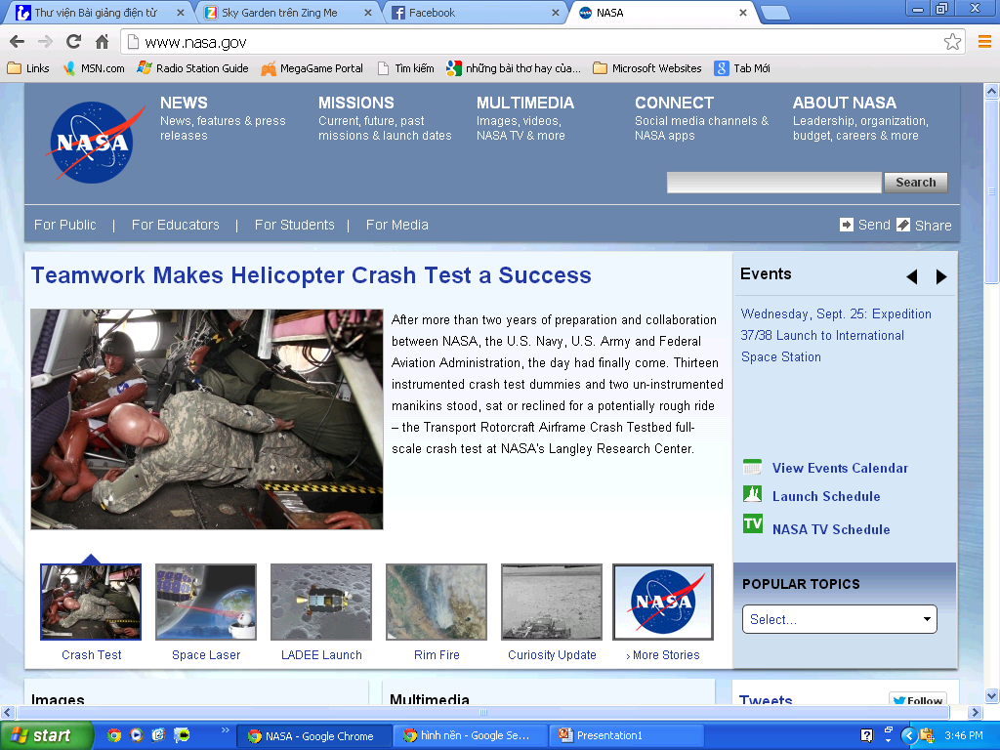 Thư viện Bài giảng điện tử
Sky Garden trên Zing Me
Facebook
NASA
www.nasa.gov
Links
MSN.com
Radio Station Guide
MegaGame Portal
Tìm kiếm
những bài thơ hay của...
Microsoft Websites
Tab Mới
NASA
NEWS
News, features & press
releases
MISSIONS
Current, future, past
missions & launch dates
MULTIMEDIA
Images, videos,
NASA TV & more
CONNECT
Social media channels &
NASA apps
ABOUT NASA
Leadership, organization,
budget, careers & more
Search
For Public | For Educators | For Students | For Media
Send Share
Teamwork Makes Helicopter Crash Test a Success
After more than two years of preparation and collaboration
between NASA, the U.S. Navy, U.S. Army and Federal
Aviation Administration, the day had finally come. Thirteen
instrumented crash test dummies and two un-instrumented
manikins stood, sat or reclined for a potentially rough ride
– the Transport Rotorcraft Airframe Crash Testbed full-
scale crash test at NASA's Langley Research Center.
Events
Wednesday, Sept. 25: Expedition
37/38 Launch to International
Space Station
View Events Calendar
Launch Schedule
TV
NASA TV Schedule
POPULAR TOPICS
Select...
NASA
Crash Test
Space Laser
LADEE Launch
Rim Fire
Curiosity Update
› More Stories
Images
Multimedia
Tweets
Follow
start
NASA - Google Chrome
hình nền - Google Se...
Presentation1
3:46 PM